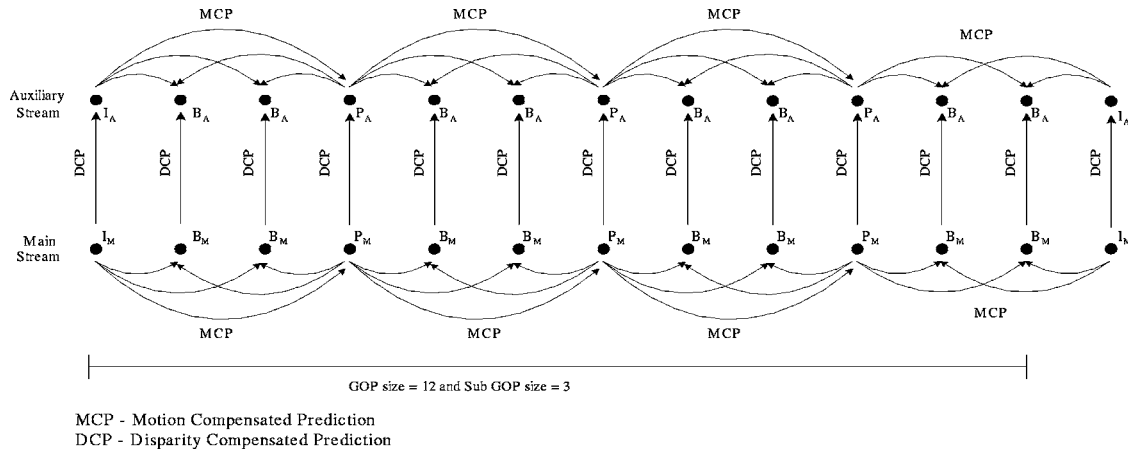 MCP MCP MCP MCP
Auxiliary
Stream
I_A B_A B_A P_A B_A B_A P_A B_A B_A P_A B_A B_A I_A
DCP DCP DCP DCP DCP DCP DCP DCP DCP DCP DCP DCP DCP
Main
Stream
I_M B_M B_M P_M B_M B_M P_M B_M B_M P_M B_M B_M I_M
MCP MCP MCP MCP
GOP size = 12 and Sub GOP size = 3
MCP - Motion Compensated Prediction
DCP - Disparity Compensated Prediction